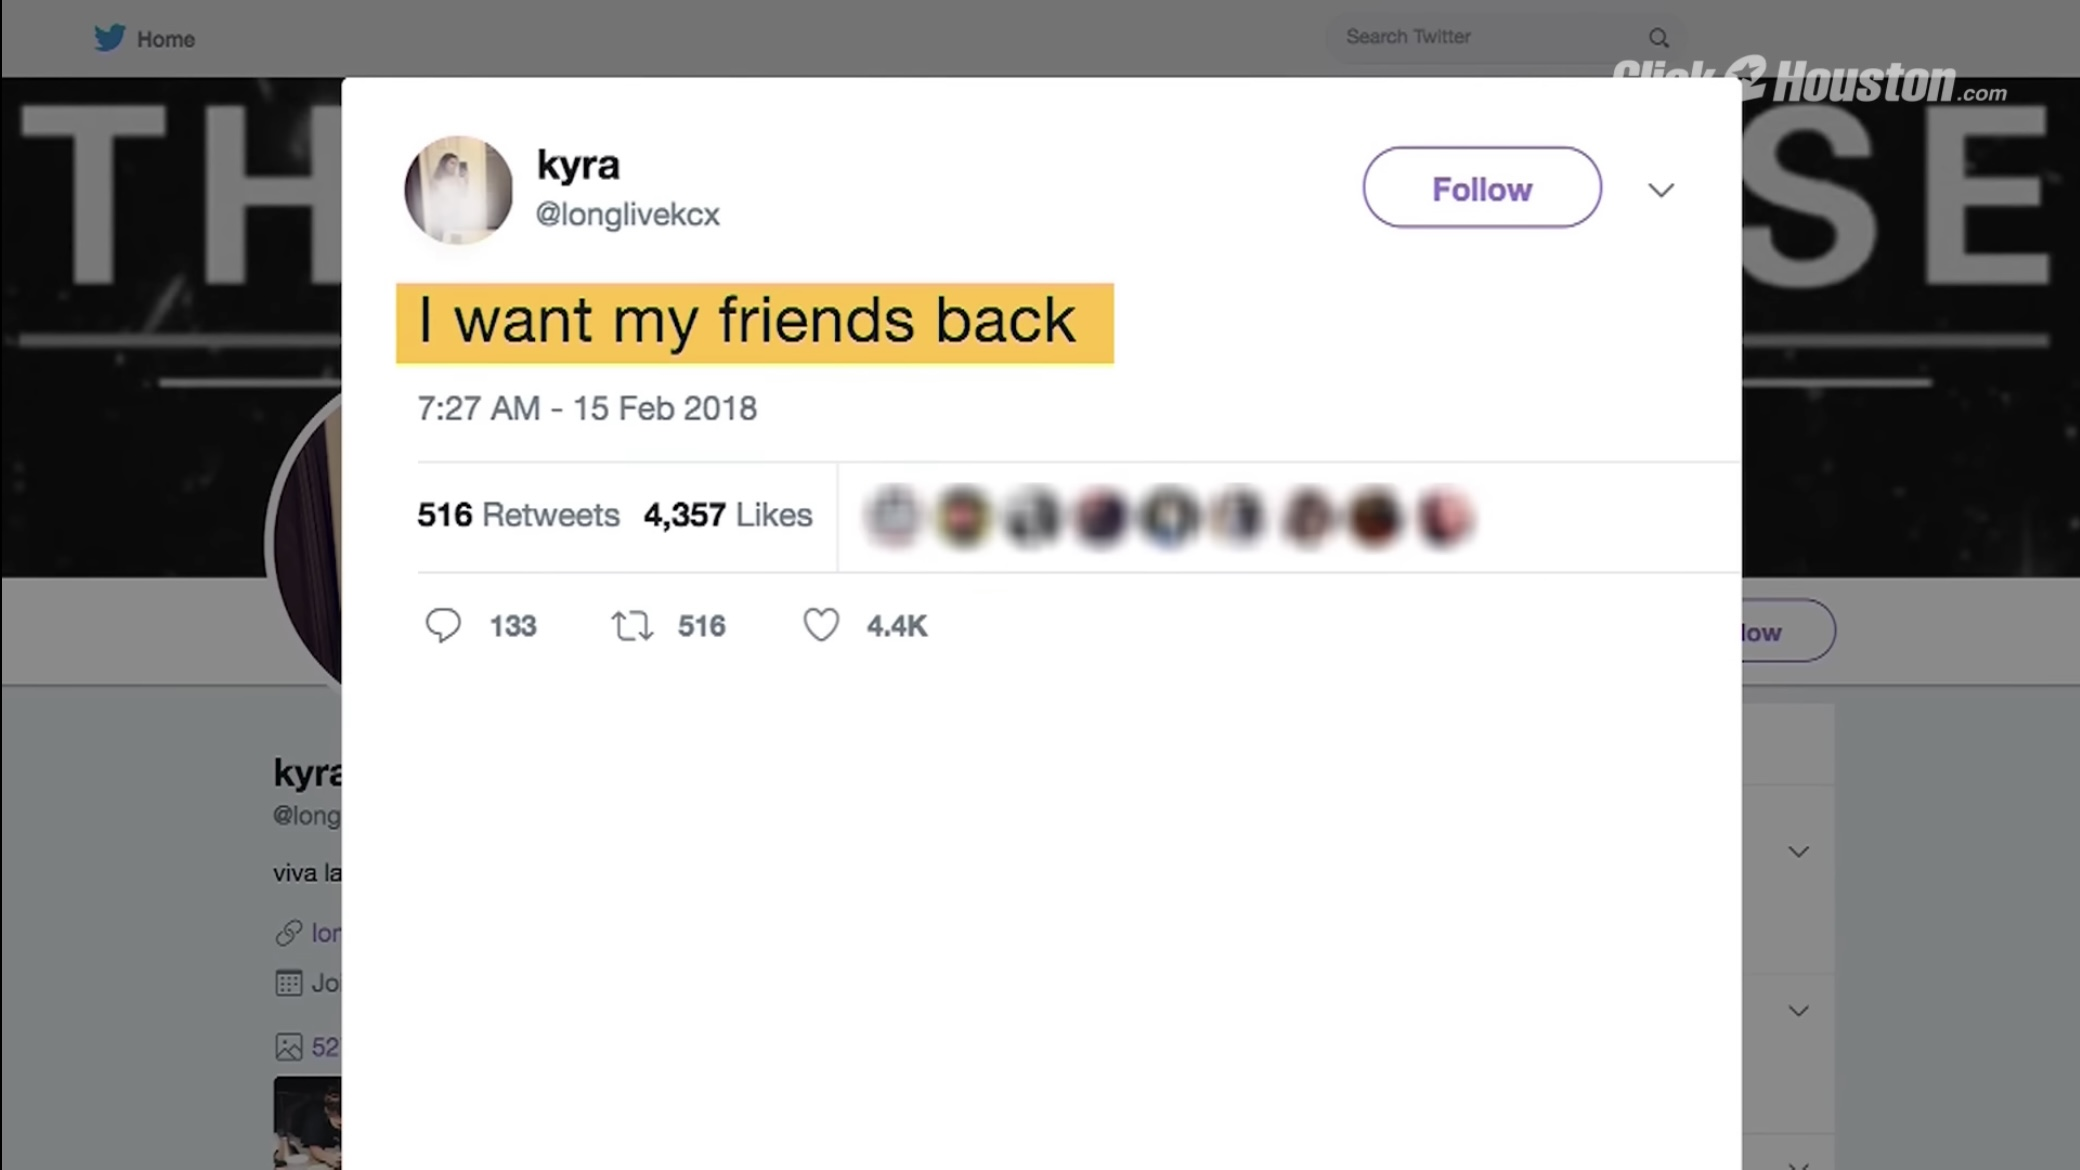 Home
Search Twitter
Click2Houston.com
TH
SE
kyra
@longlivekcx
Follow
I want my friends back
7:27 AM - 15 Feb 2018
516 Retweets 4,357 Likes
133 516 4.4K
low
kyra
@long
viva la
lon
Joi
52